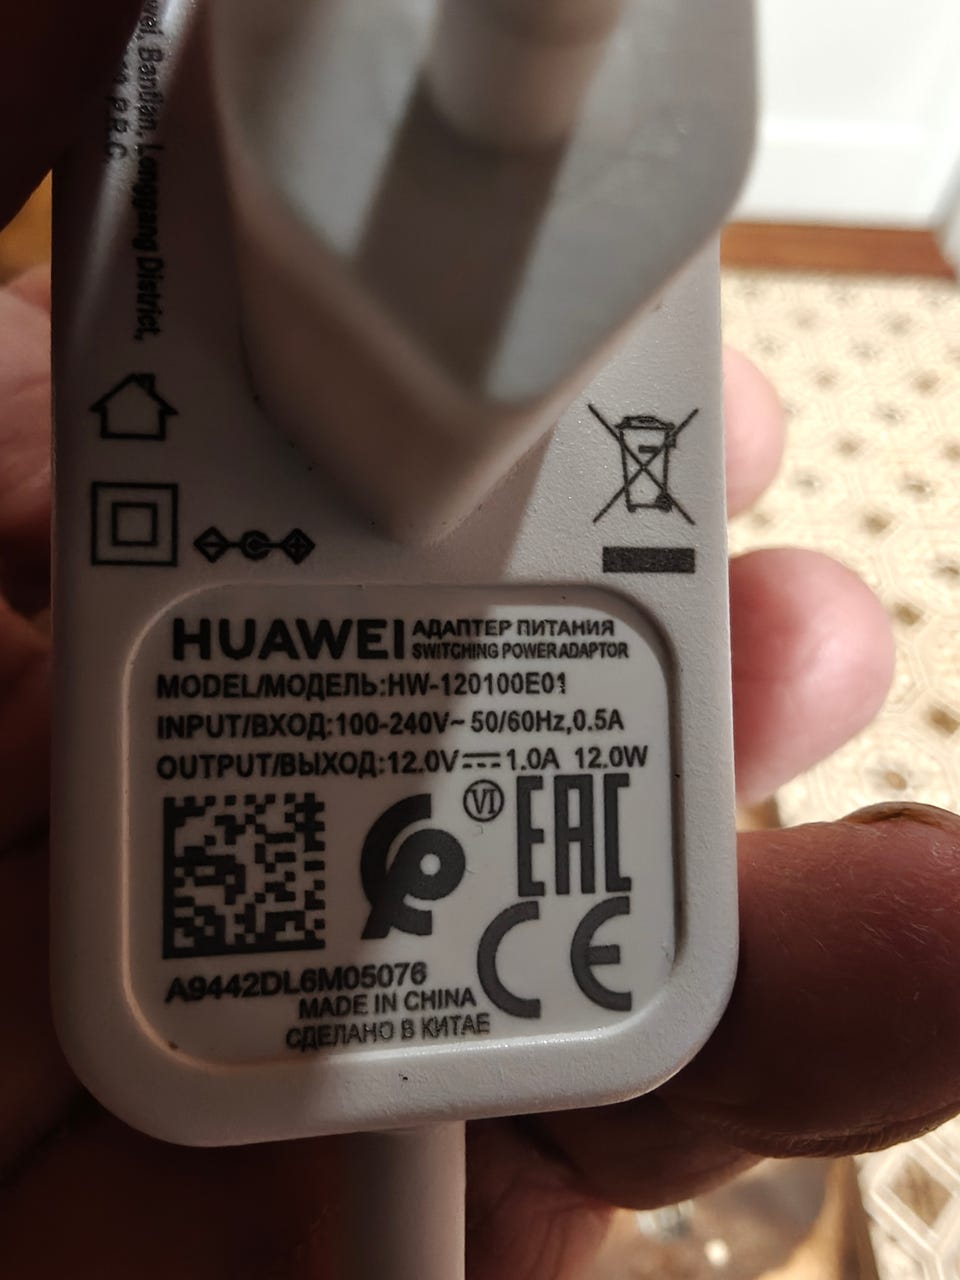 Bantian, Longgang District,
P.R.C.
HUAWEI АДАПТЕР ПИТАНИЯ
SWITCHING POWER ADAPTOR
MODEL/МОДЕЛЬ:HW-120100E01
INPUT/ВХОД:100-240V~ 50/60Hz,0.5A
OUTPUT/ВЫХОД:12.0V⎓1.0A 12.0W
VI
EAC
CE
A9442DL6M05076
MADE IN CHINA
СДЕЛАНО В КИТАЕ